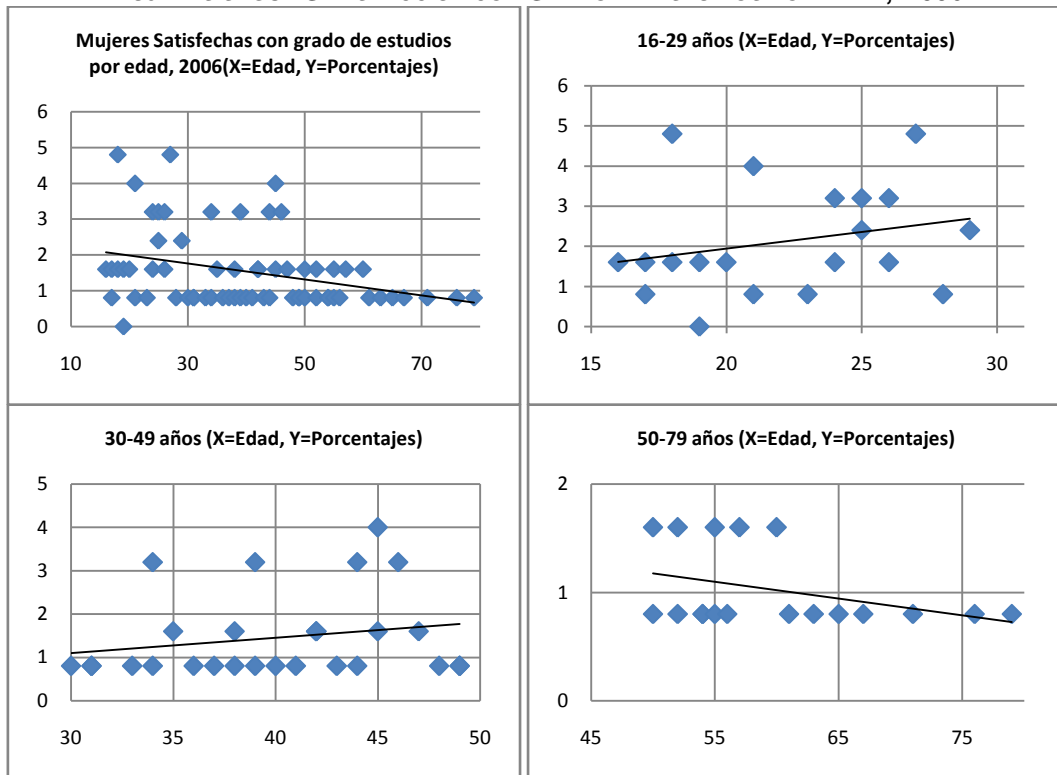 Mujeres Satisfechas con grado de estudios
por edad, 2006(X=Edad, Y=Porcentajes)
6
5
4
3
2
1
0
10 30 50 70
16-29 años (X=Edad, Y=Porcentajes)
6
5
4
3
2
1
0
15 20 25 30
30-49 años (X=Edad, Y=Porcentajes)
5
4
3
2
1
0
30 35 40 45 50
50-79 años (X=Edad, Y=Porcentajes)
2
1
0
45 55 65 75